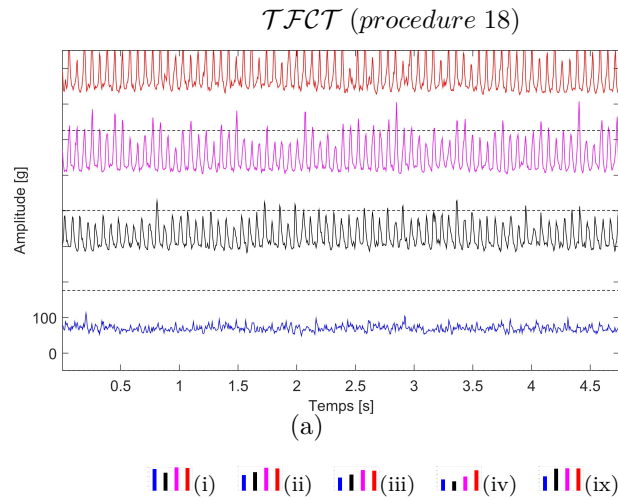 TFCT (procedure 18)
Amplitude [g]
100
0
0.5 1 1.5 2 2.5 3 3.5 4 4.5
Temps [s]
(a)
(i) (ii) (iii) (iv) (ix)